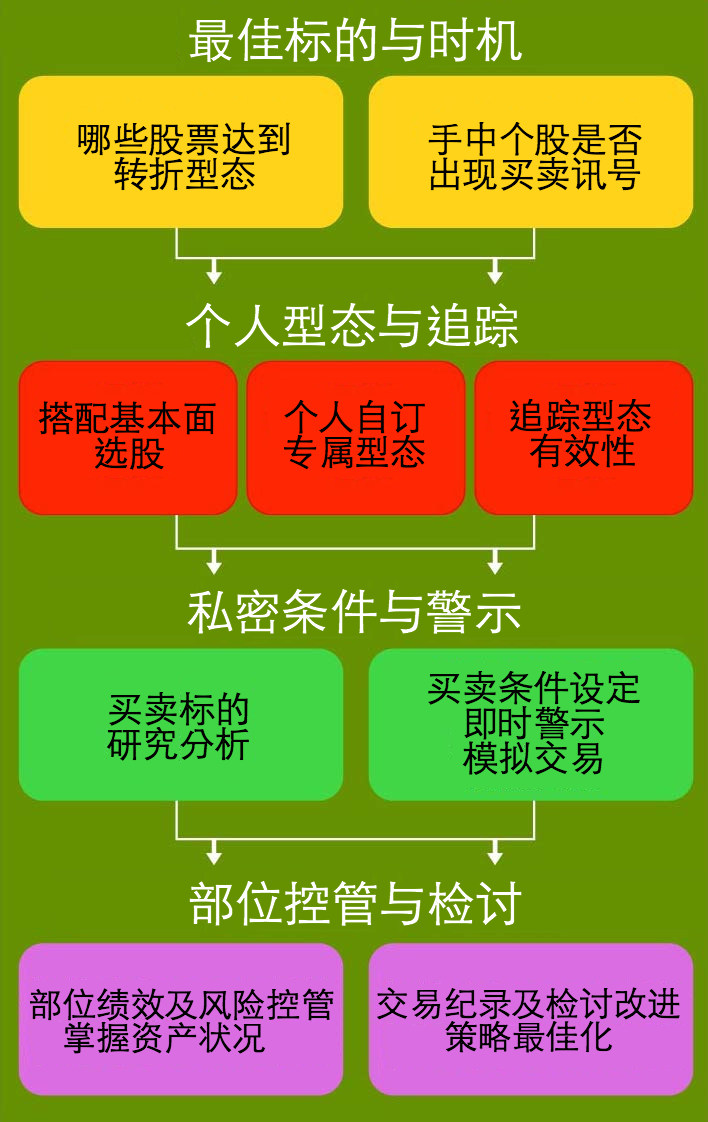 最佳标的与时机
哪些股票达到
转折型态
手中个股是否
出现买卖讯号
个人型态与追踪
搭配基本面
选股
个人自订
专属型态
追踪型态
有效性
私密条件与警示
买卖标的
研究分析
买卖条件设定
即时警示
模拟交易
部位控管与检讨
部位绩效及风险控管
掌握资产状况
交易纪录及检讨改进
策略最佳化